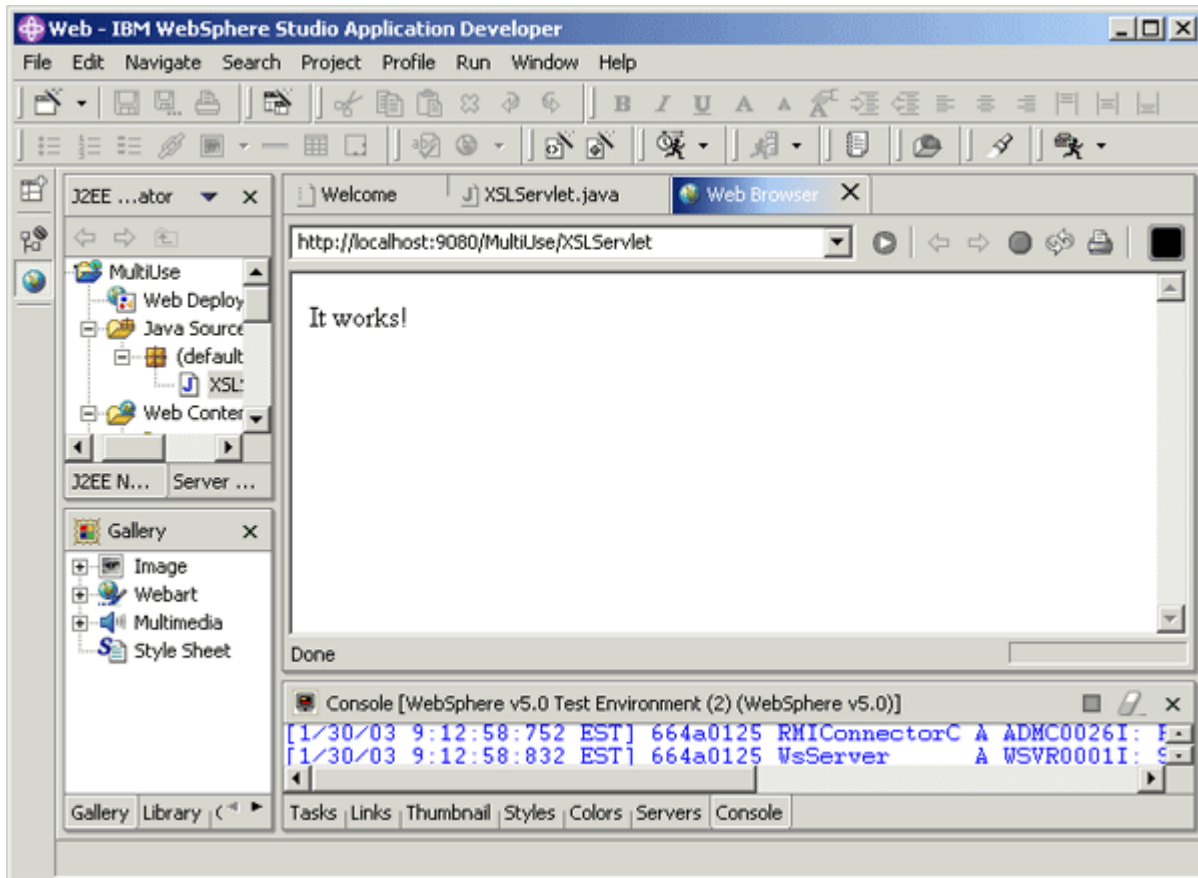 Web - IBM WebSphere Studio Application Developer
File Edit Navigate Search Project Profile Run Window Help
B I U A A
J2EE ...ator
MultiUse
Web Deploy
Java Source
(default
XSL
Web Conter
J2EE N... Server ...
Gallery
Image
Webart
Multimedia
Style Sheet
Gallery Library
Welcome XSLServlet.java Web Browser
http://localhost:9080/MultiUse/XSLServlet
It works!
Done
Console [WebSphere v5.0 Test Environment (2) (WebSphere v5.0)]
[1/30/03 9:12:58:752 EST] 664a0125 RMIConnectorC A ADMC0026I:
[1/30/03 9:12:58:832 EST] 664a0125 WsServer A WSVR0001I:
Tasks Links Thumbnail Styles Colors Servers Console